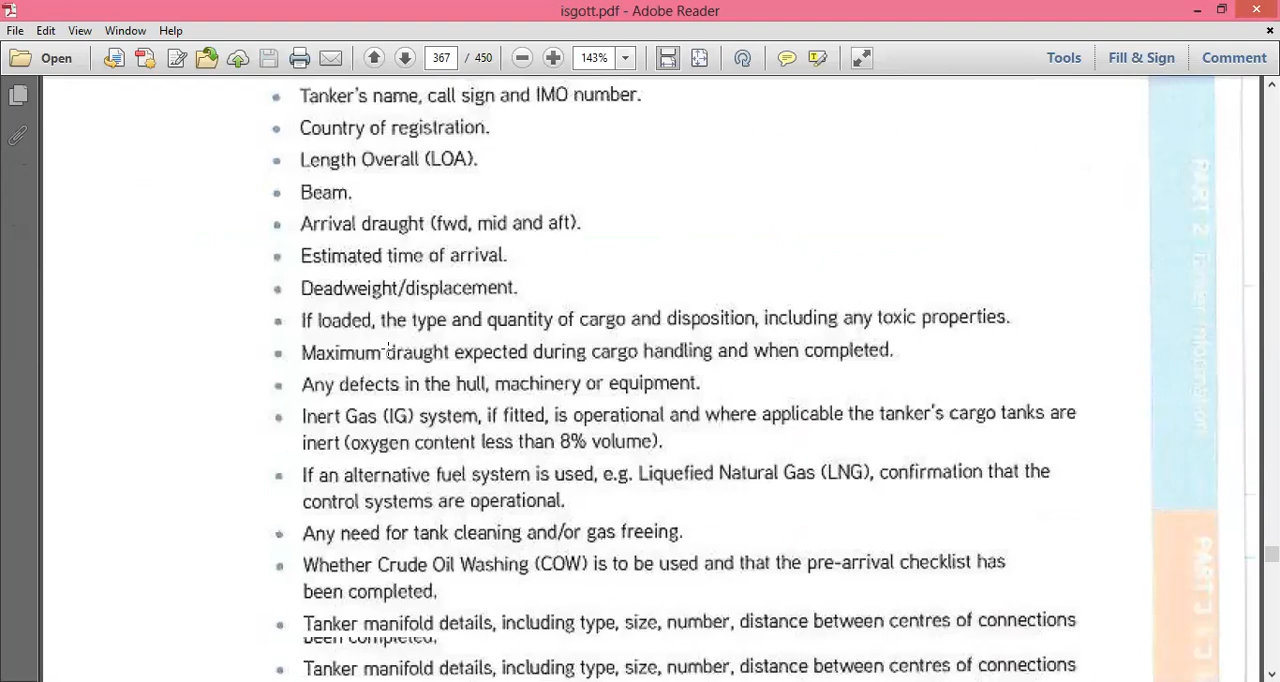 isgott.pdf - Adobe Reader
File Edit View Window Help
Open 367 / 450 143% Tools Fill & Sign Comment
• Tanker's name, call sign and IMO number.
• Country of registration.
• Length Overall (LOA).
• Beam.
• Arrival draught (fwd, mid and aft).
• Estimated time of arrival.
• Deadweight/displacement.
• If loaded, the type and quantity of cargo and disposition, including any toxic properties.
• Maximum draught expected during cargo handling and when completed.
• Any defects in the hull, machinery or equipment.
• Inert Gas (IG) system, if fitted, is operational and where applicable the tanker's cargo tanks are
inert (oxygen content less than 8% volume).
• If an alternative fuel system is used, e.g. Liquefied Natural Gas (LNG), confirmation that the
control systems are operational.
• Any need for tank cleaning and/or gas freeing.
• Whether Crude Oil Washing (COW) is to be used and that the pre-arrival checklist has
been completed.
• Tanker manifold details, including type, size, number, distance between centres of connections
been completed.
• Tanker manifold details, including type, size, number, distance between centres of connections
PART 2 Tanker Information
PART 3